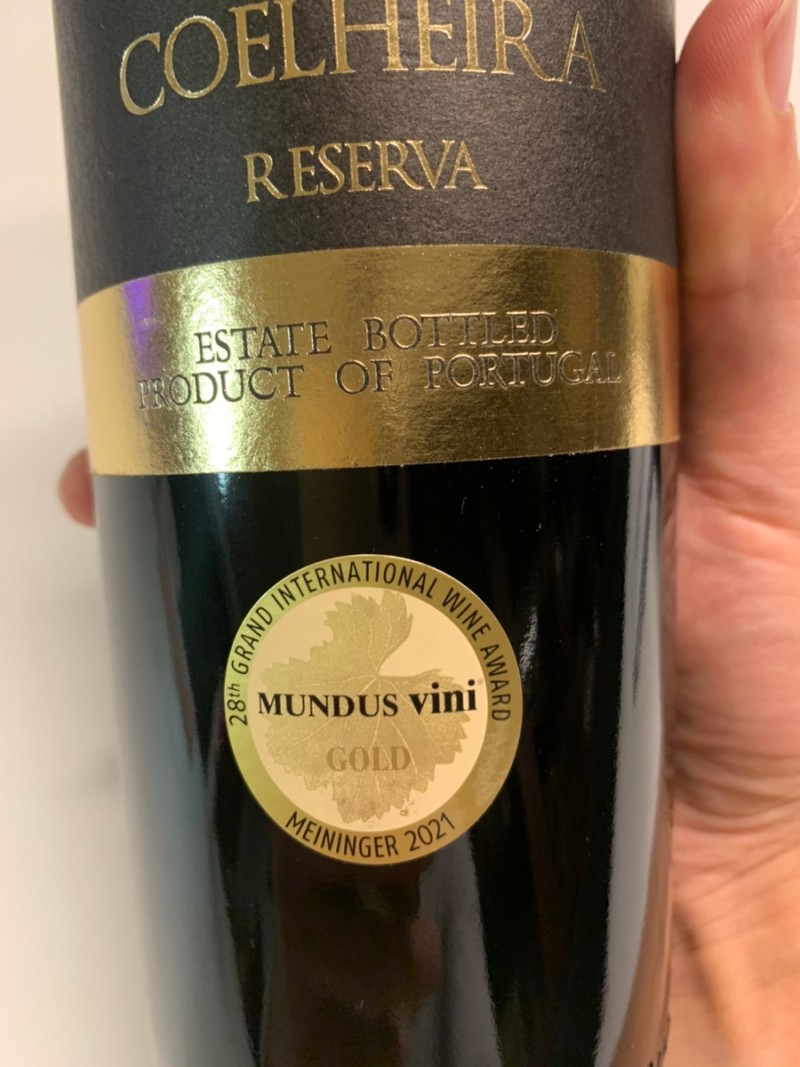 COELHEIRA
RESERVA
ESTATE BOTTLED
PRODUCT OF PORTUGAL
28th GRAND INTERNATIONAL WINE AWARD
MUNDUS vini
GOLD
MEININGER 2021